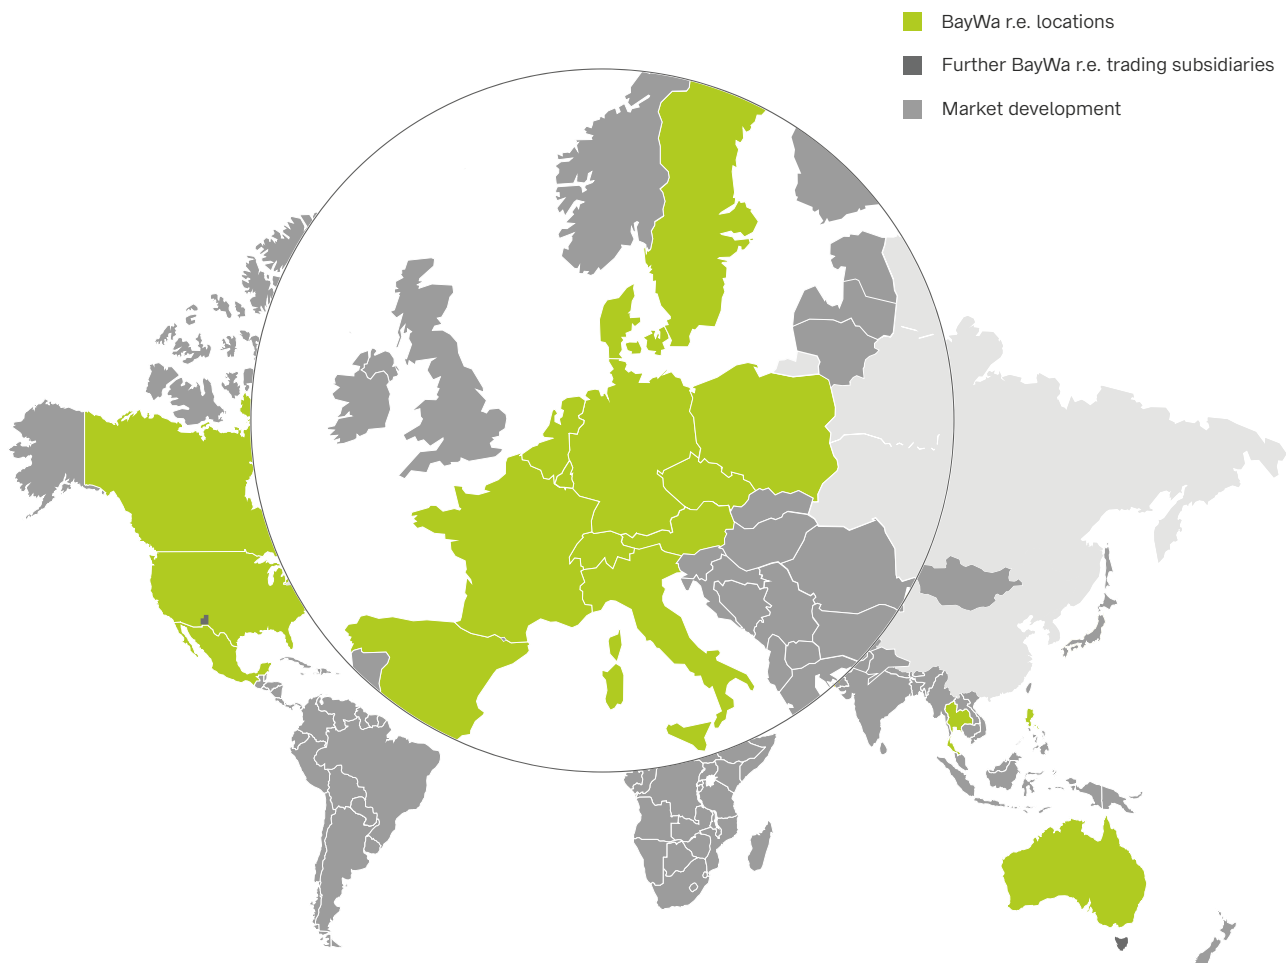 BayWa r.e. locations
Further BayWa r.e. trading subsidiaries
Market development